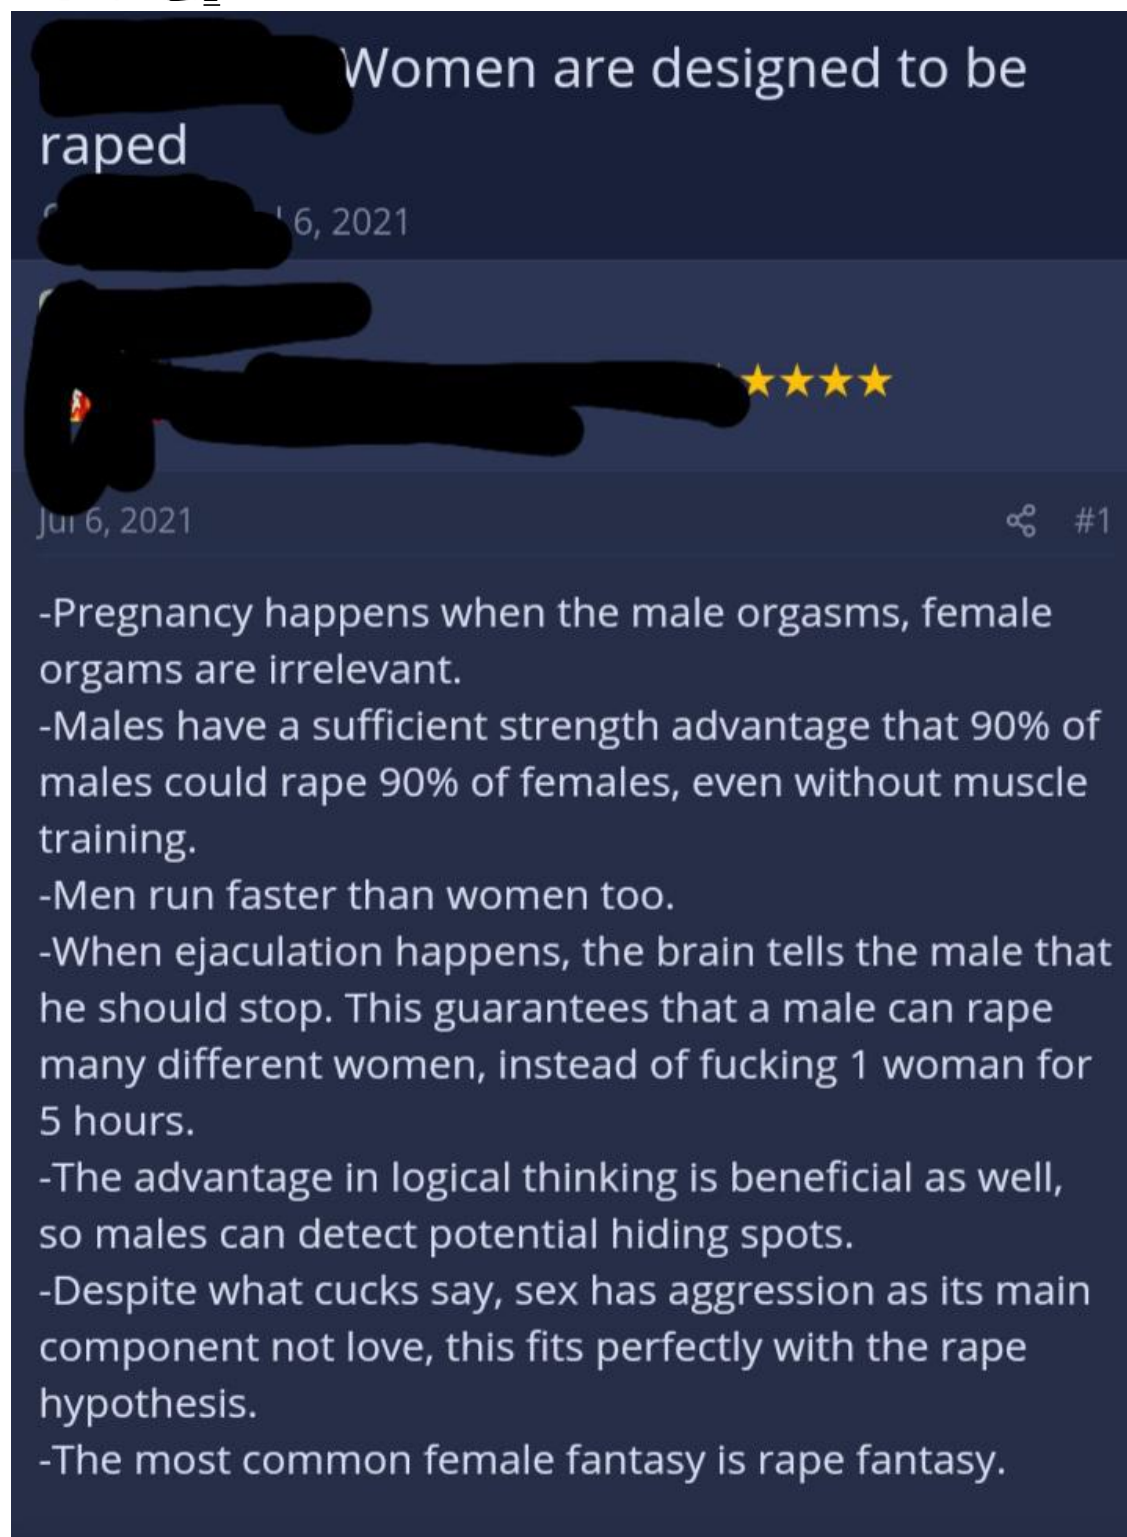 Women are designed to be
raped
6, 2021
Jul 6, 2021
#1
-Pregnancy happens when the male orgasms, female
orgams are irrelevant.
-Males have a sufficient strength advantage that 90% of
males could rape 90% of females, even without muscle
training.
-Men run faster than women too.
-When ejaculation happens, the brain tells the male that
he should stop. This guarantees that a male can rape
many different women, instead of fucking 1 woman for
5 hours.
-The advantage in logical thinking is beneficial as well,
so males can detect potential hiding spots.
-Despite what cucks say, sex has aggression as its main
component not love, this fits perfectly with the rape
hypothesis.
-The most common female fantasy is rape fantasy.